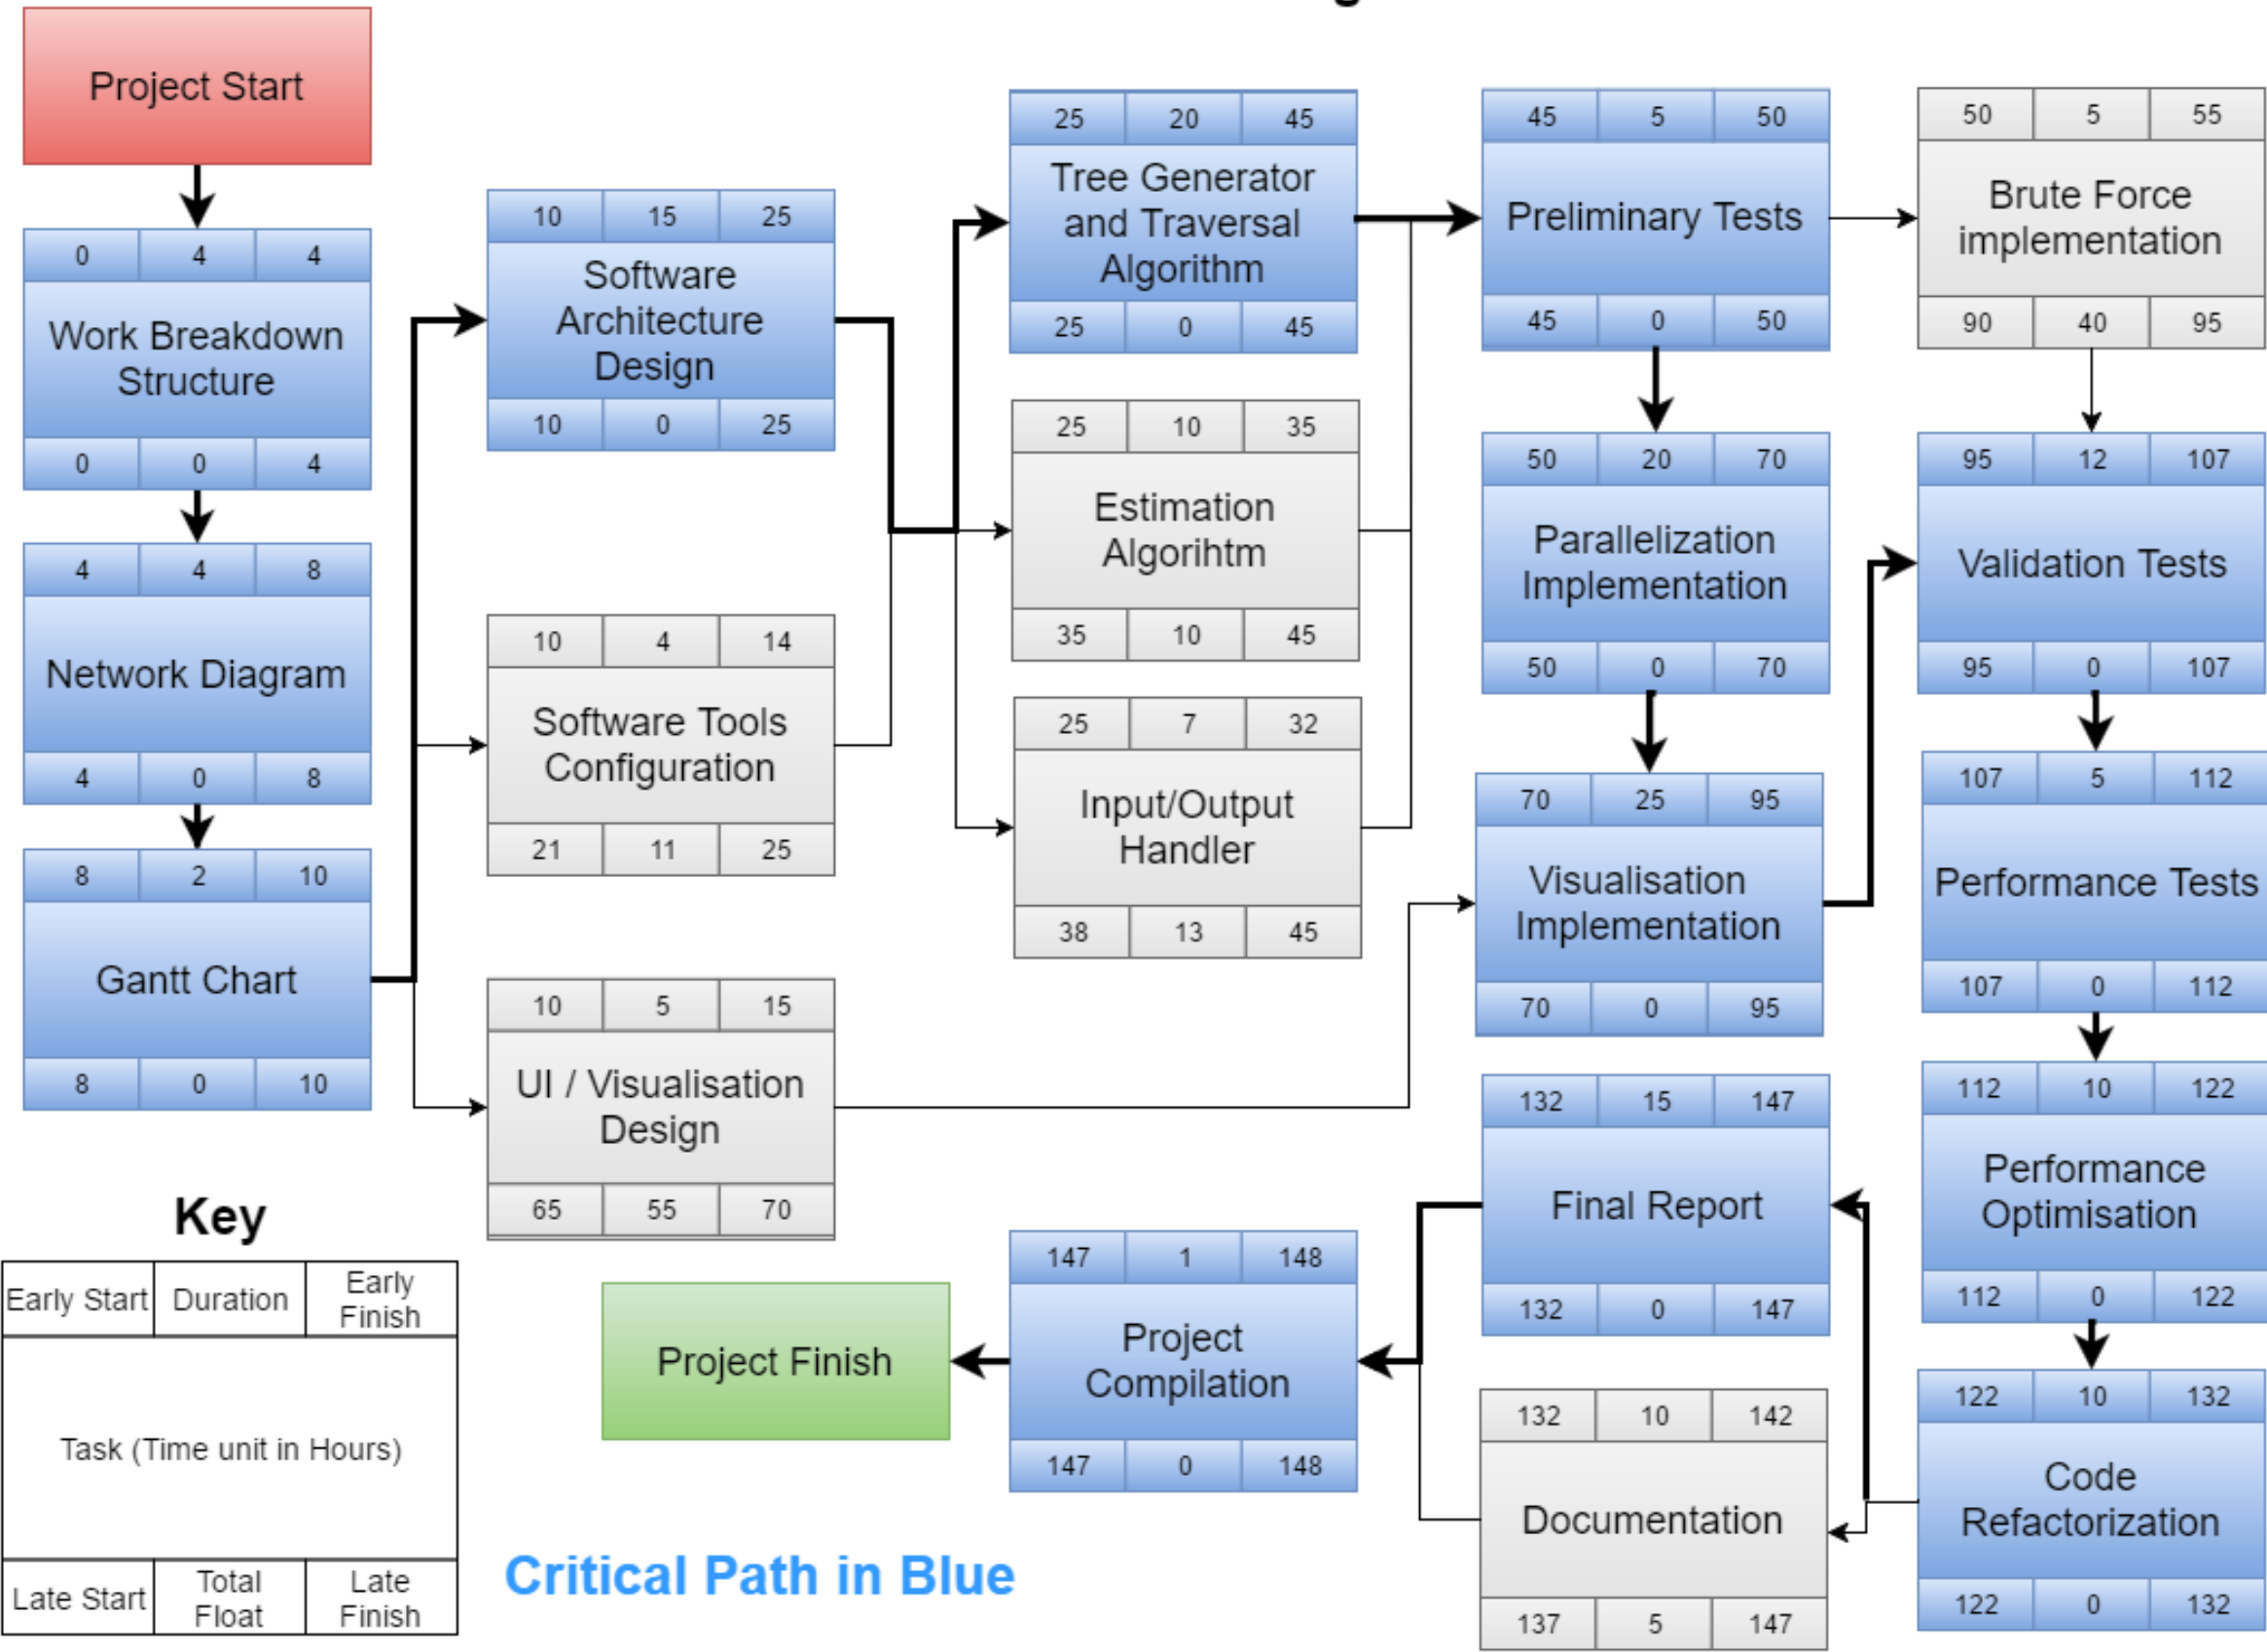 Project Start
0 4 4
Work Breakdown
Structure
0 0 4
4 4 8
Network Diagram
4 0 8
8 2 10
Gantt Chart
8 0 10
10 15 25
Software
Architecture
Design
10 0 25
10 4 14
Software Tools
Configuration
21 11 25
10 5 15
UI / Visualisation
Design
65 55 70
25 20 45
Tree Generator
and Traversal
Algorithm
25 0 45
25 10 35
Estimation
Algorihtm
35 10 45
25 7 32
Input/Output
Handler
38 13 45
45 5 50
Preliminary Tests
45 0 50
50 20 70
Parallelization
Implementation
50 0 70
70 25 95
Visualisation
Implementation
70 0 95
50 5 55
Brute Force
implementation
90 40 95
95 12 107
Validation Tests
95 0 107
107 5 112
Performance Tests
107 0 112
112 10 122
Performance
Optimisation
112 0 122
122 10 132
Code
Refactorization
122 0 132
132 15 147
Final Report
132 0 147
132 10 142
Documentation
137 5 147
147 1 148
Project
Compilation
147 0 148
Project Finish
Key
Early Start Duration Early
Finish
Task (Time unit in Hours)
Late Start Total
Float Late
Finish
Critical Path in Blue